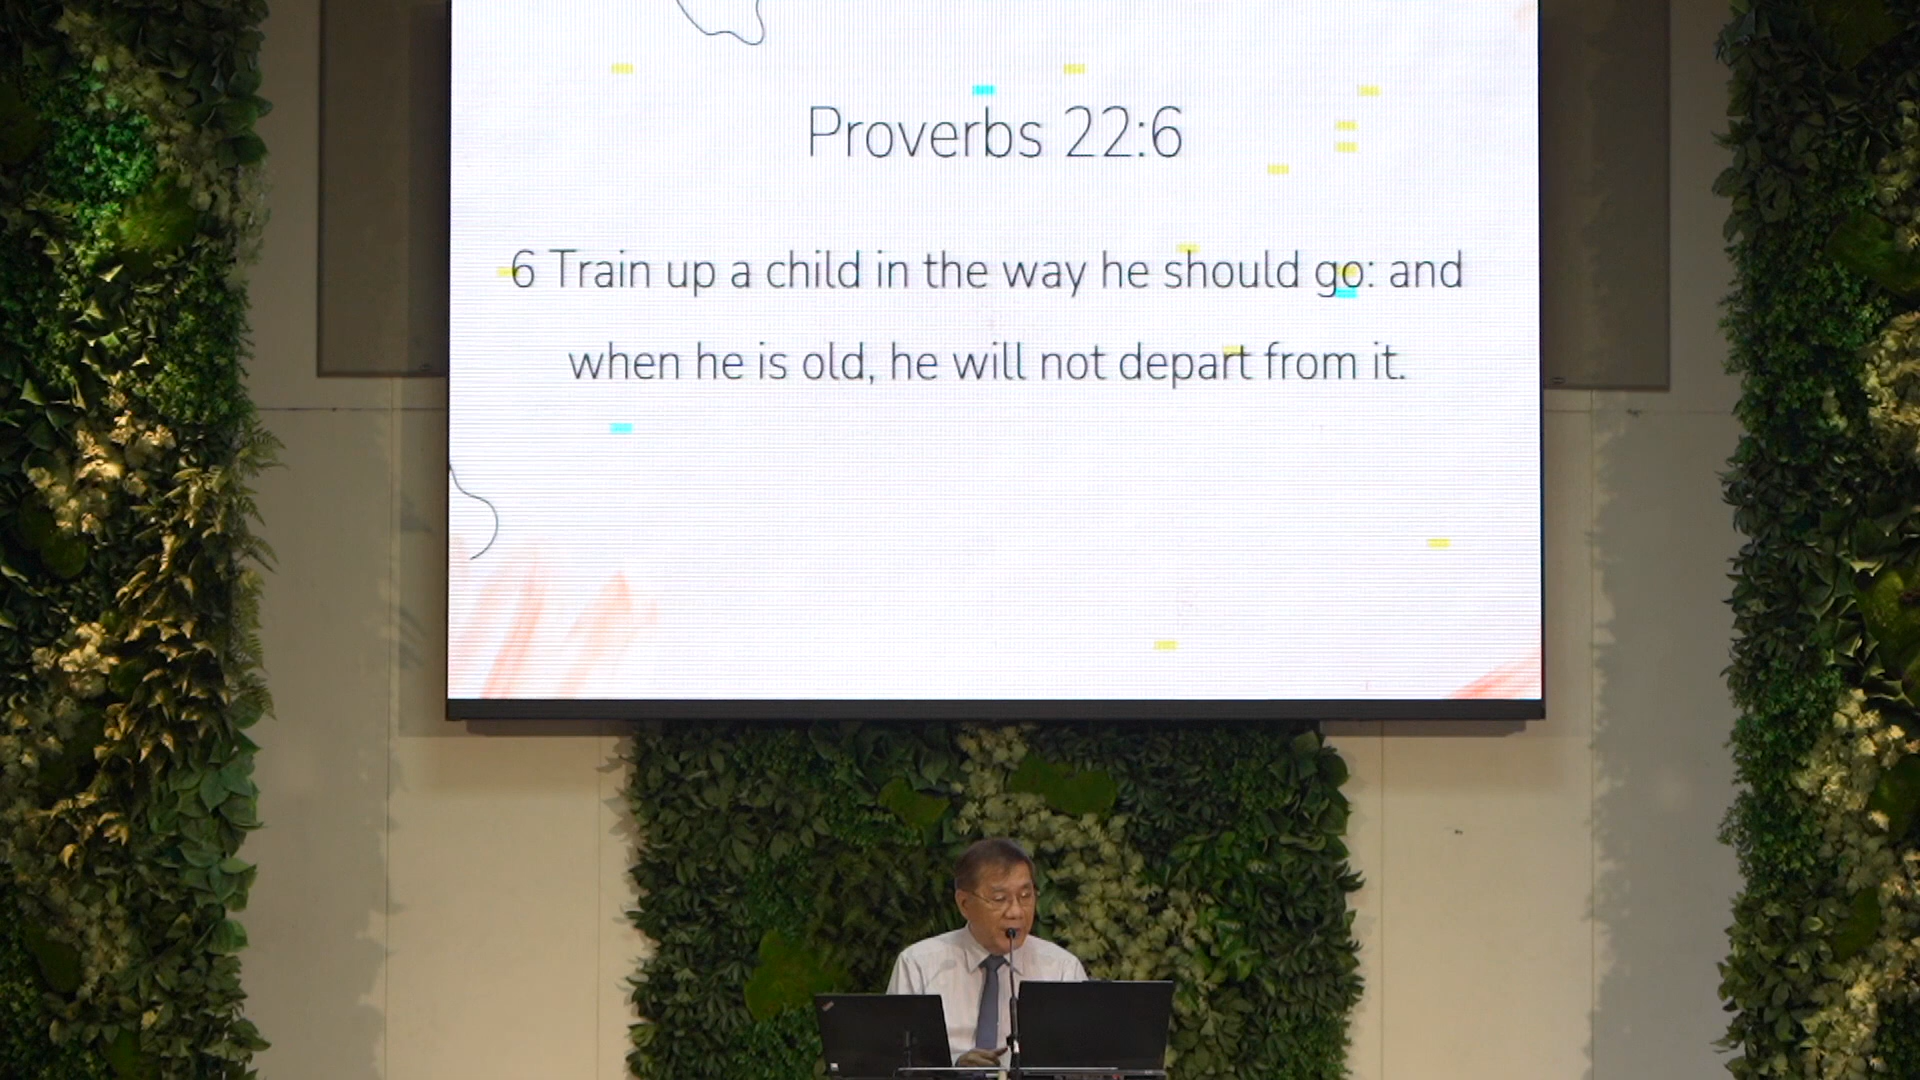 Proverbs 22:6
6 Train up a child in the way he should go: and
when he is old, he will not depart from it.